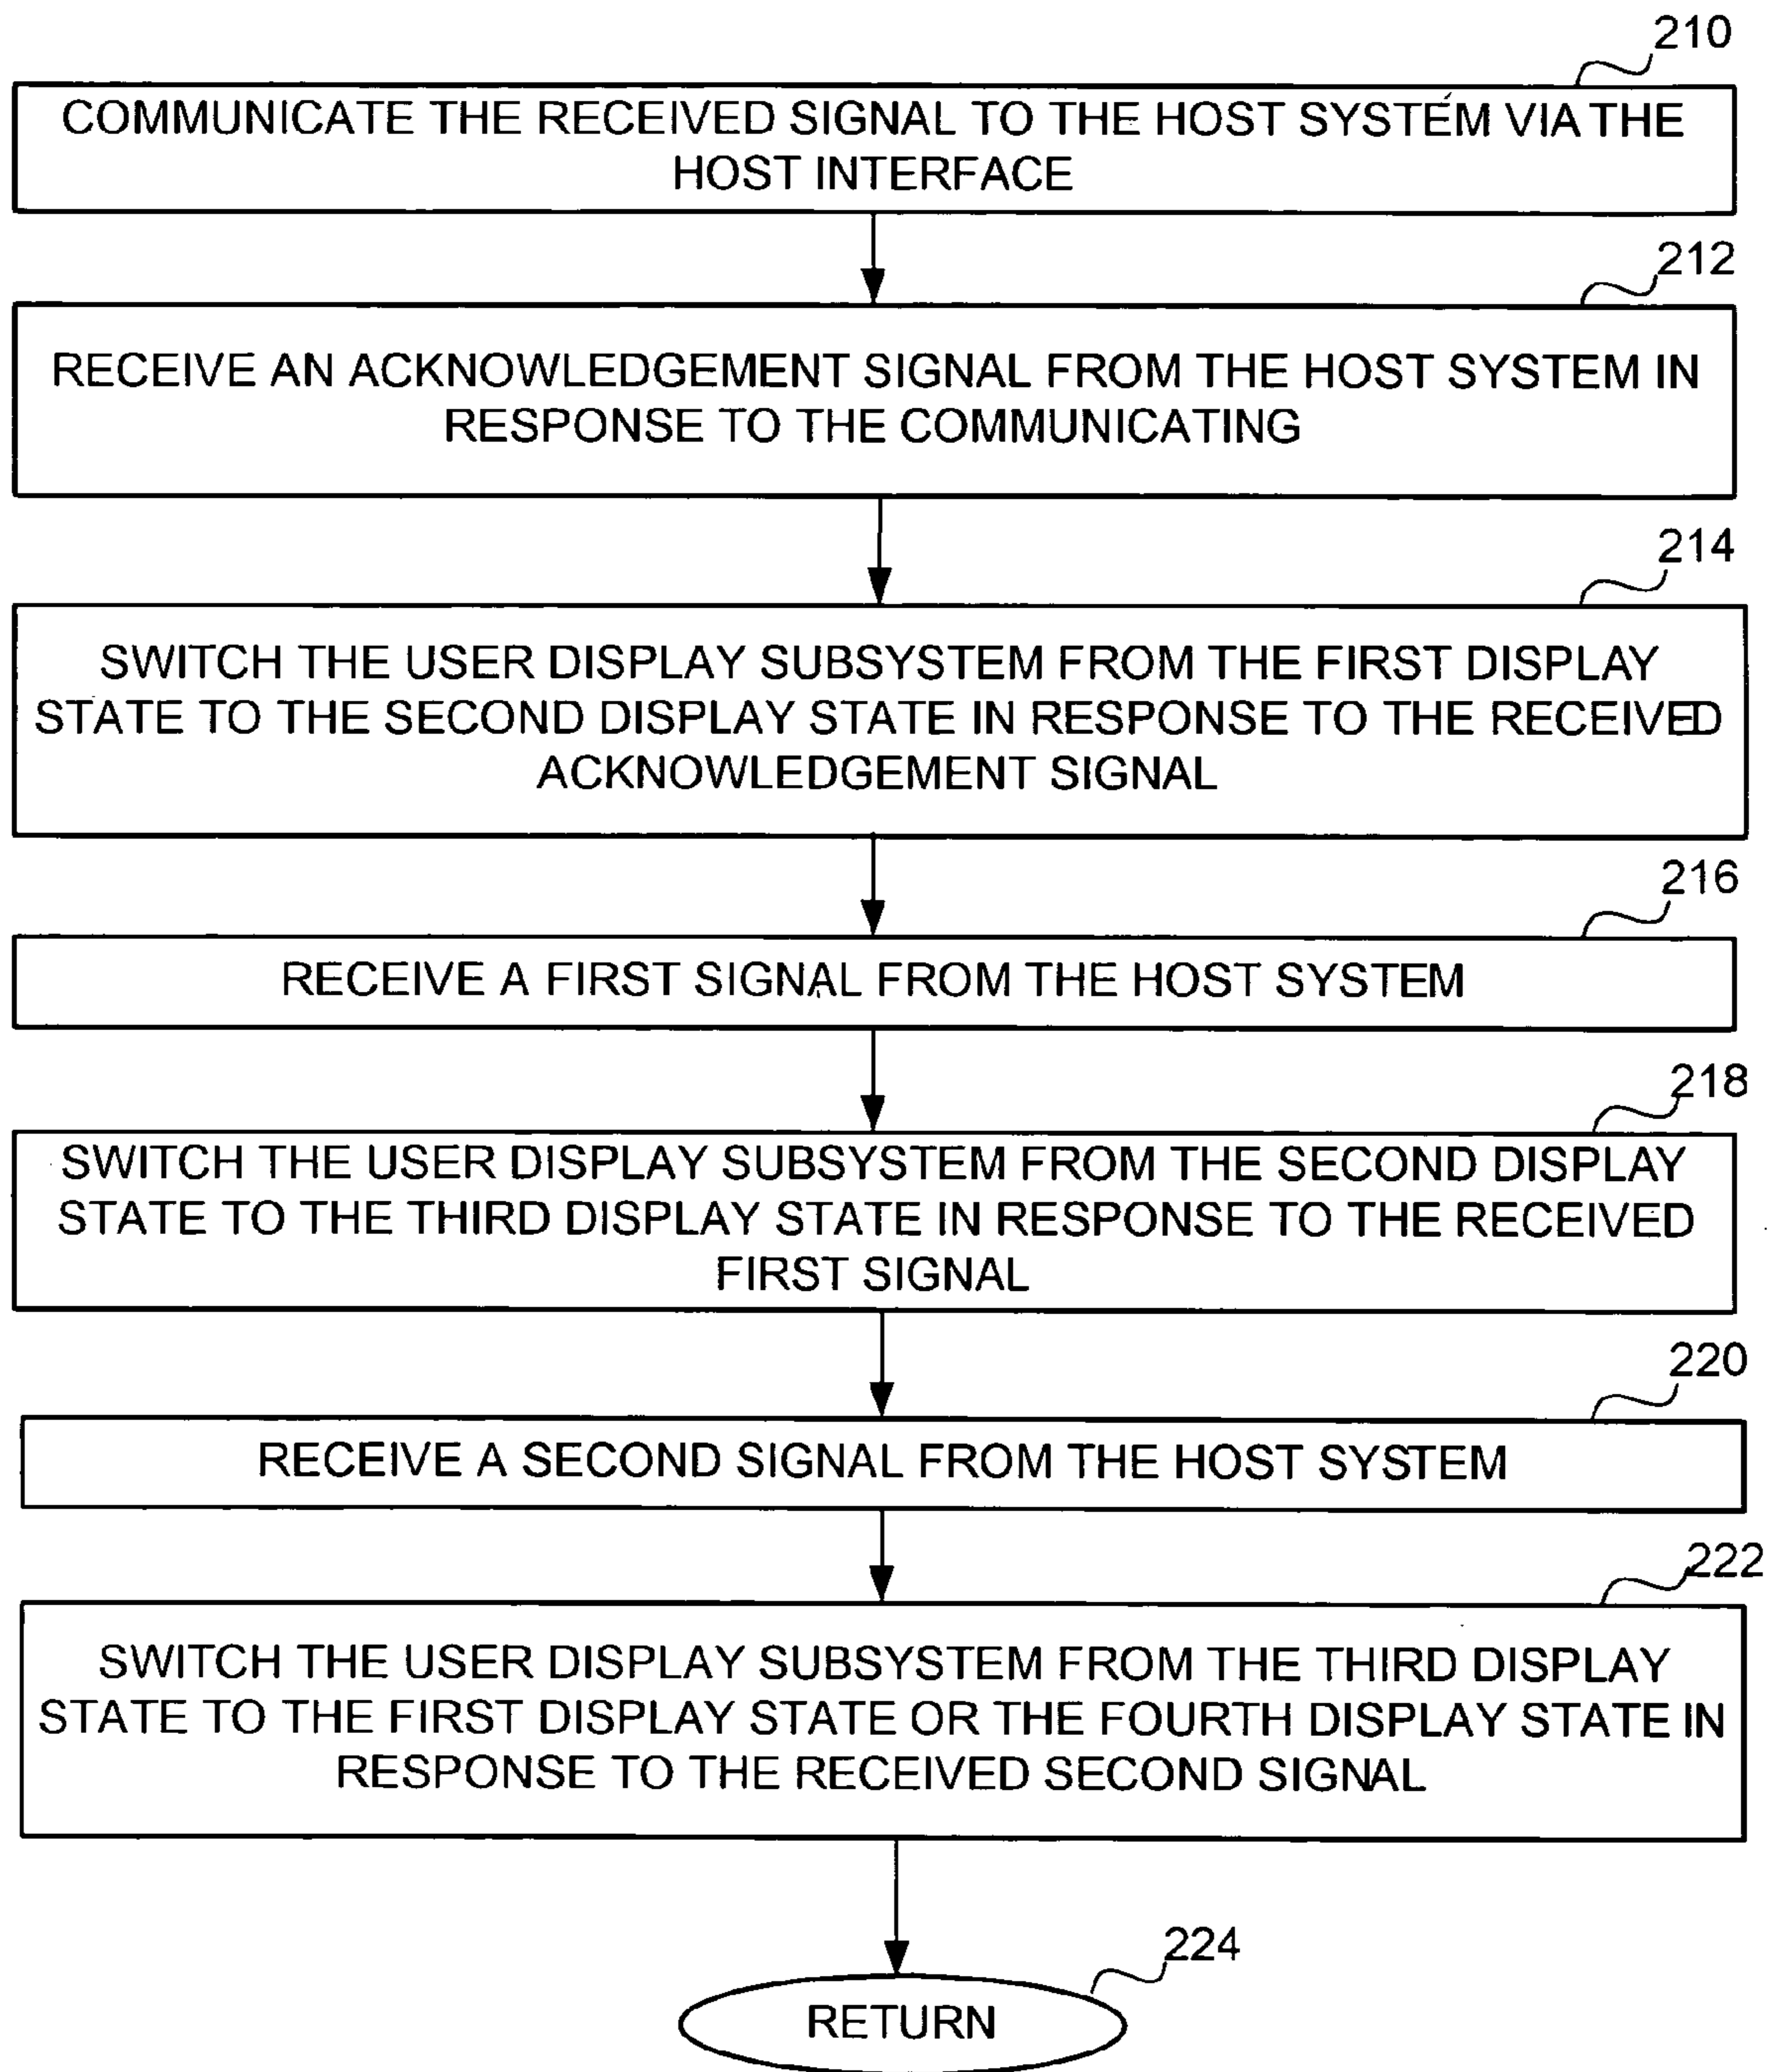 210
COMMUNICATE THE RECEIVED SIGNAL TO THE HOST SYSTEM VIA THE
HOST INTERFACE
212
RECEIVE AN ACKNOWLEDGEMENT SIGNAL FROM THE HOST SYSTEM IN
RESPONSE TO THE COMMUNICATING
214
SWITCH THE USER DISPLAY SUBSYSTEM FROM THE FIRST DISPLAY
STATE TO THE SECOND DISPLAY STATE IN RESPONSE TO THE RECEIVED
ACKNOWLEDGEMENT SIGNAL
216
RECEIVE A FIRST SIGNAL FROM THE HOST SYSTEM
218
SWITCH THE USER DISPLAY SUBSYSTEM FROM THE SECOND DISPLAY
STATE TO THE THIRD DISPLAY STATE IN RESPONSE TO THE RECEIVED
FIRST SIGNAL
220
RECEIVE A SECOND SIGNAL FROM THE HOST SYSTEM
222
SWITCH THE USER DISPLAY SUBSYSTEM FROM THE THIRD DISPLAY
STATE TO THE FIRST DISPLAY STATE OR THE FOURTH DISPLAY STATE IN
RESPONSE TO THE RECEIVED SECOND SIGNAL
224
RETURN